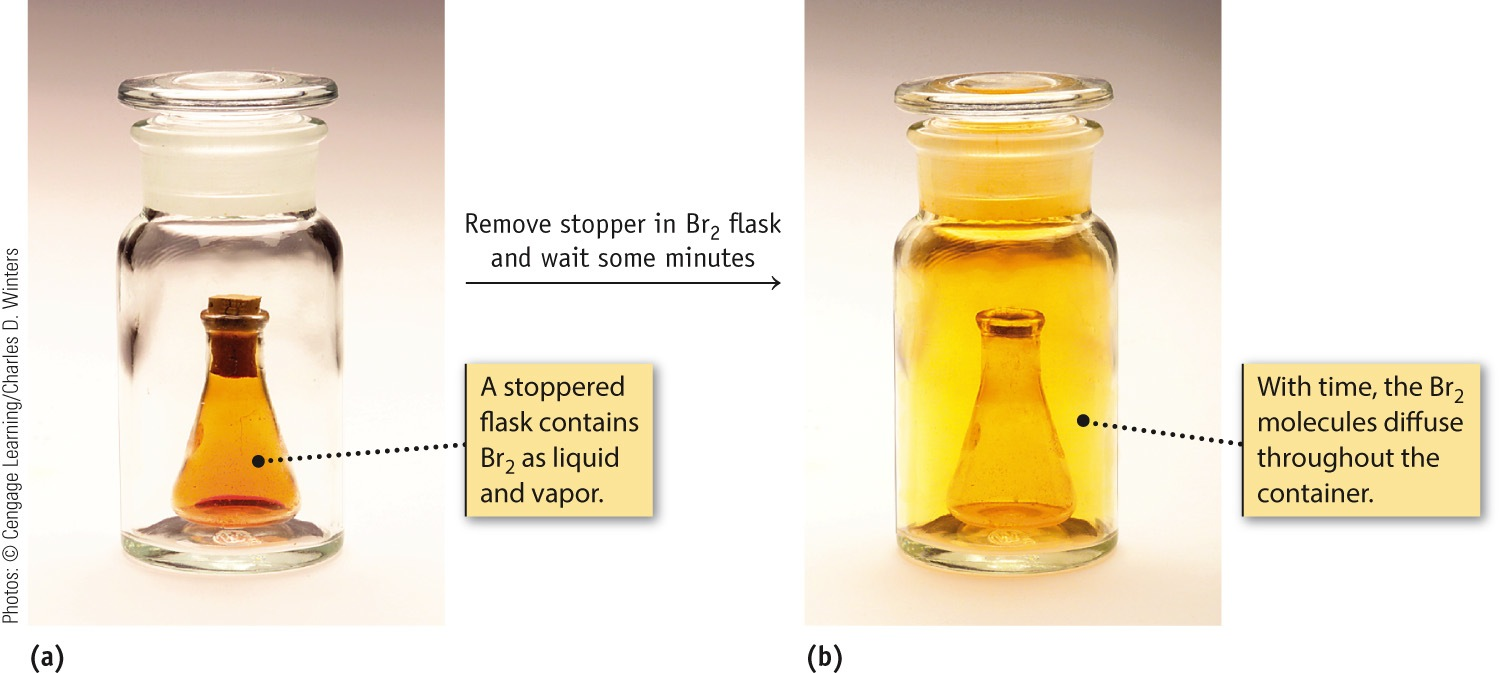 Photos: © Cengage Learning/Charles D. Winters
Remove stopper in Br₂ flask
and wait some minutes
A stoppered
flask contains
Br₂ as liquid
and vapor.
With time, the Br₂
molecules diffuse
throughout the
container.
(a)
(b)